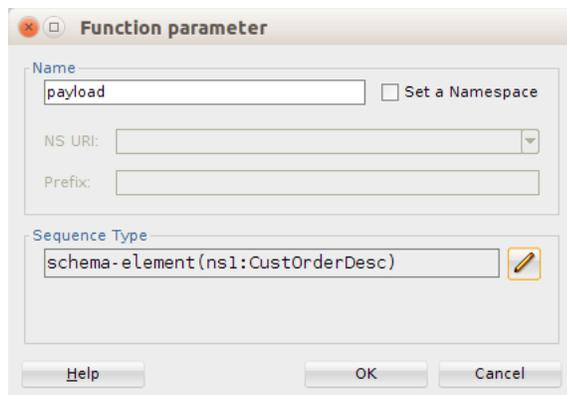 Function parameter
Name
payload
Set a Namespace
NS URI:
Prefix:
Sequence Type
schema-element(ns1:CustOrderDesc)
Help
OK
Cancel